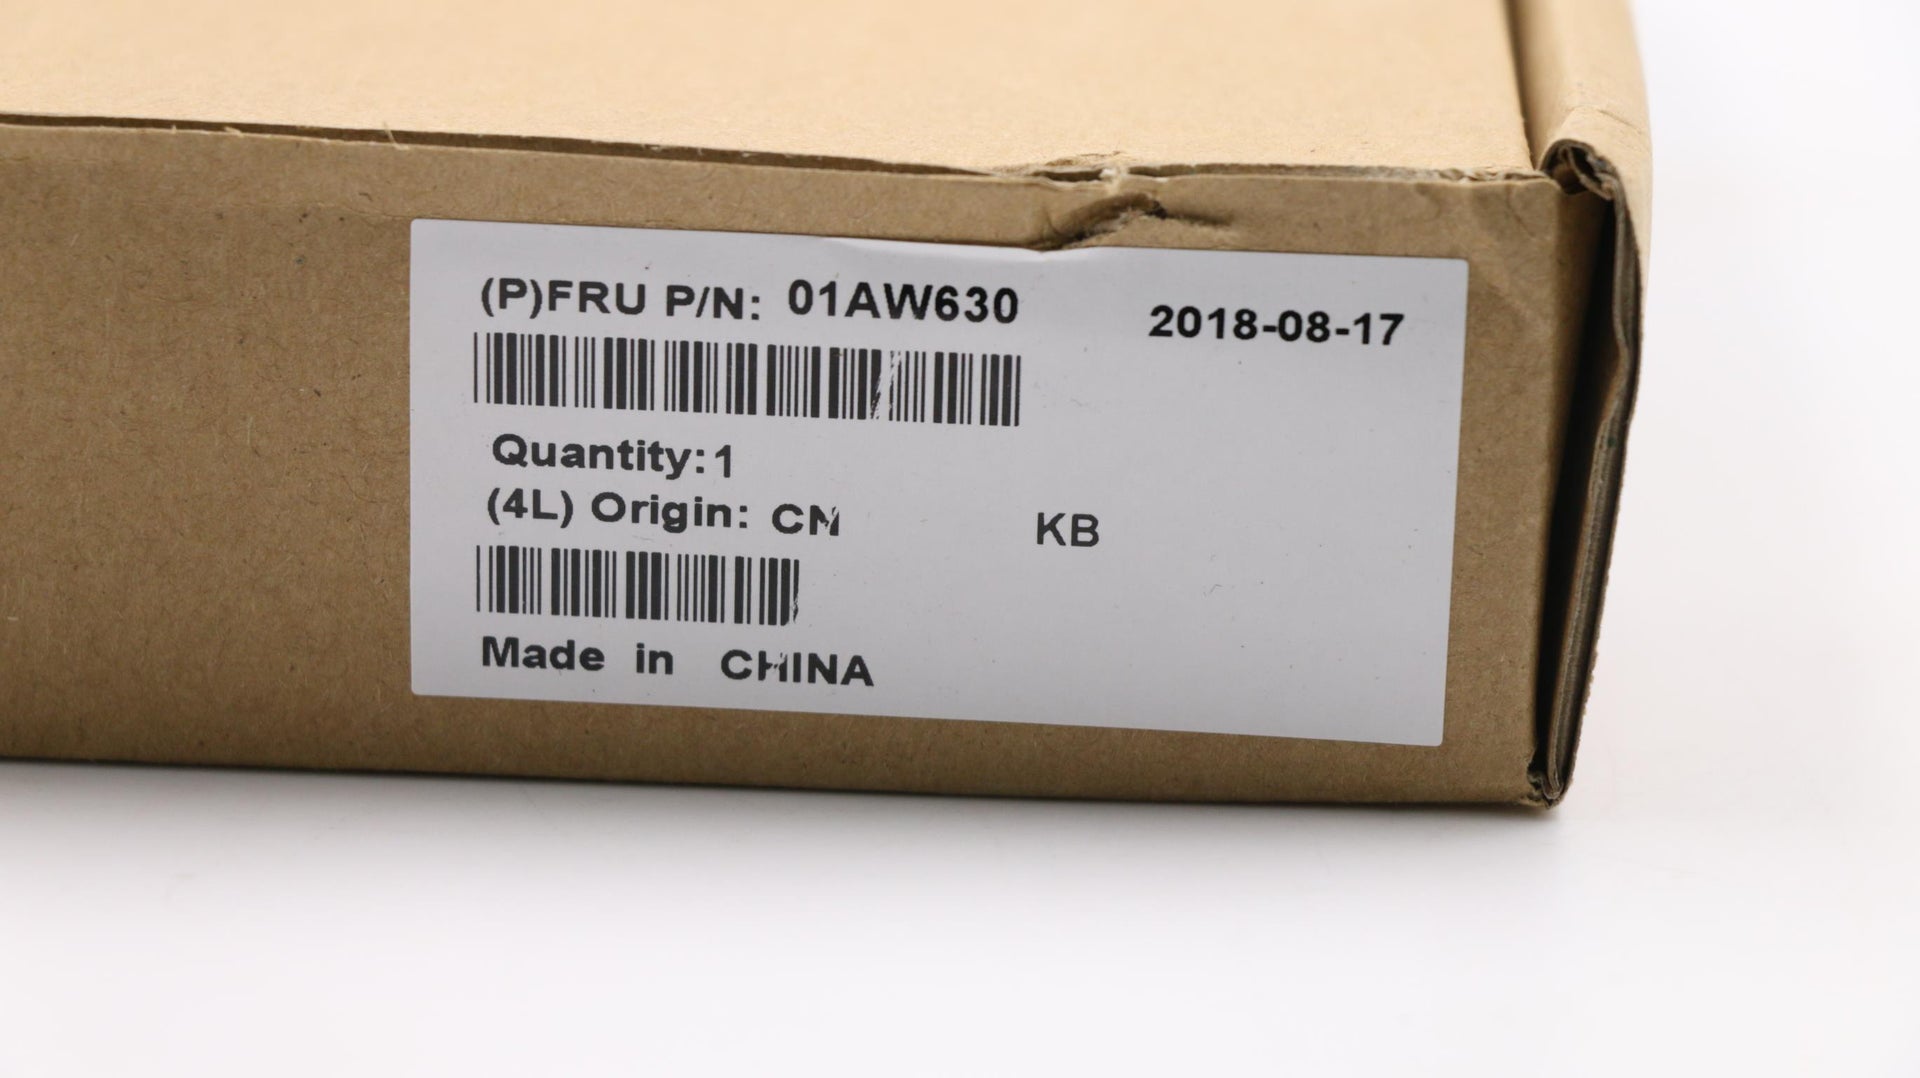 (P)FRU P/N: 01AW630 2018-08-17
Quantity:1
(4L) Origin: CN KB
Made in CHINA